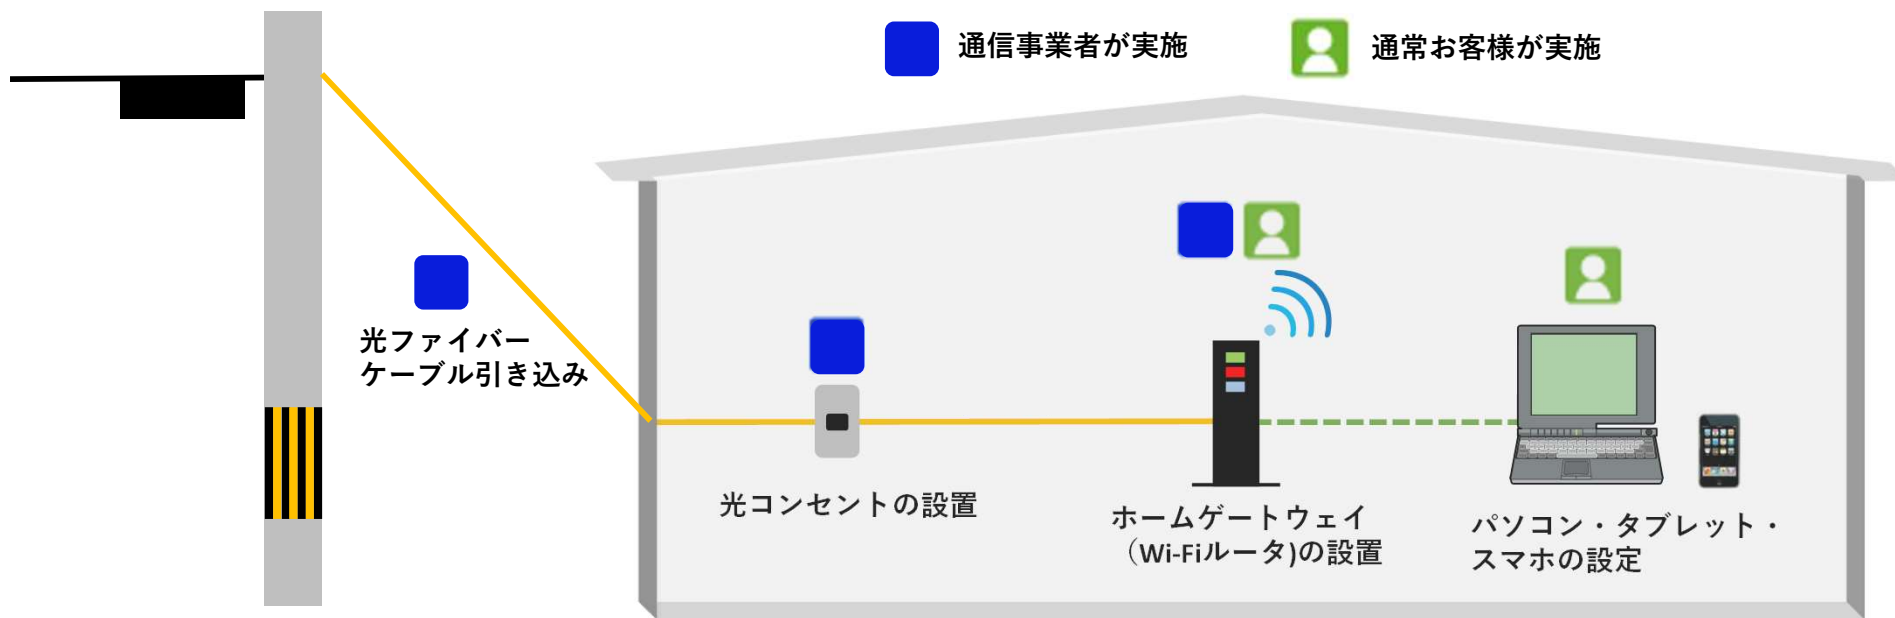 通信事業者が実施
通常お客様が実施
光ファイバー
ケーブル引き込み
光コンセントの設置
ホームゲートウェイ
（Wi-Fiルータ)の設置
パソコン・タブレット・
スマホの設定